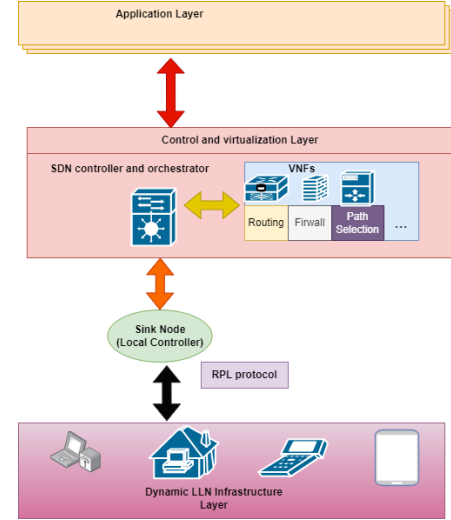 Application Layer
Control and virtualization Layer
SDN controller and orchestrator
VNFs
Routing
Firwall
Path
Selection
...
Sink Node
(Local Controller)
RPL protocol
Dynamic LLN Infrastructure
Layer